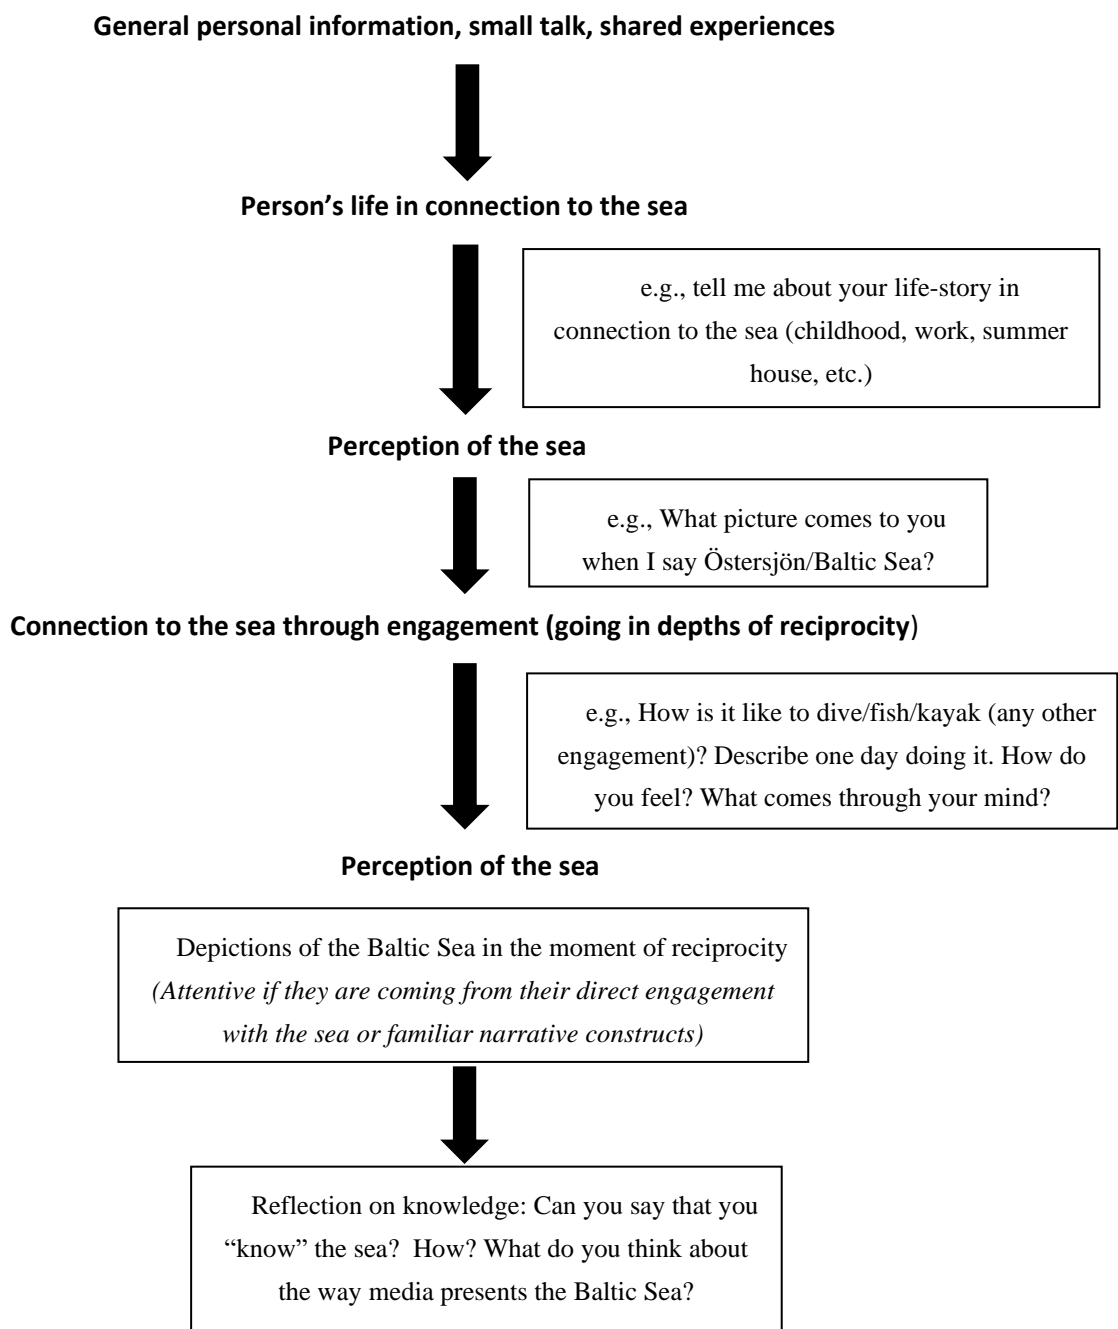 General personal information, small talk, shared experiences
Person’s life in connection to the sea
e.g., tell me about your life-story in
connection to the sea (childhood, work, summer
house, etc.)
Perception of the sea
e.g., What picture comes to you
when I say Östersjön/Baltic Sea?
Connection to the sea through engagement (going in depths of reciprocity)
e.g., How is it like to dive/fish/kayak (any other
engagement)? Describe one day doing it. How do
you feel? What comes through your mind?
Perception of the sea
Depictions of the Baltic Sea in the moment of reciprocity
(Attentive if they are coming from their direct engagement
with the sea or familiar narrative constructs)
Reflection on knowledge: Can you say that you
“know” the sea?  How? What do you think about
the way media presents the Baltic Sea?